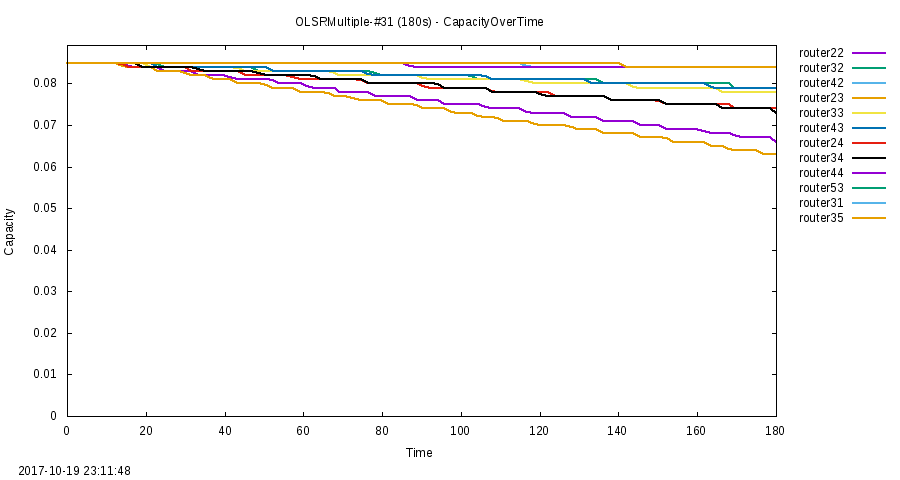 OLSRMultiple-#31 (180s) - CapacityOverTime
router22
router32
router42
router23
router33
router43
router24
router34
router44
router53
router31
router35
0.08
0.07
0.06
0.05
0.04
0.03
0.02
0.01
0
Capacity
0 20 40 60 80 100 120 140 160 180
Time
2017-10-19 23:11:48